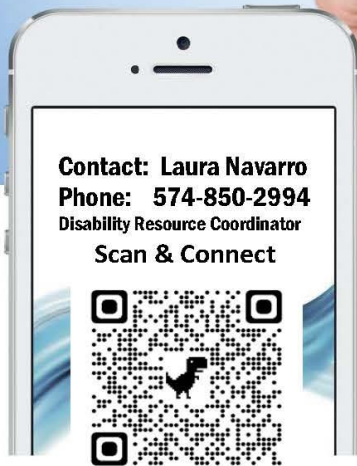 Contact: Laura Navarro
Phone: 574-850-2994
Disability Resource Coordinator
Scan & Connect